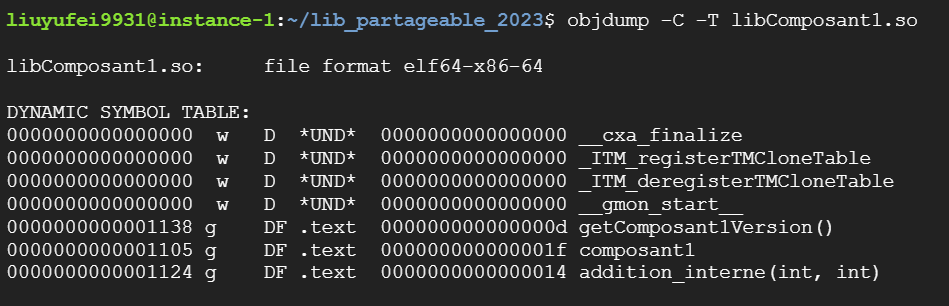 liuyufei9931@instance-1:~/lib_partageable_2023$ objdump -C -T libComposant1.so
libComposant1.so:     file format elf64-x86-64
DYNAMIC SYMBOL TABLE:
0000000000000000  w   D  *UND*  0000000000000000 __cxa_finalize
0000000000000000  w   D  *UND*  0000000000000000 _ITM_registerTMCloneTable
0000000000000000  w   D  *UND*  0000000000000000 _ITM_deregisterTMCloneTable
0000000000000000  w   D  *UND*  0000000000000000 __gmon_start__
0000000000001138 g    DF .text  000000000000000d getComposant1Version()
0000000000001105 g    DF .text  000000000000001f composant1
0000000000001124 g    DF .text  0000000000000014 addition_interne(int, int)